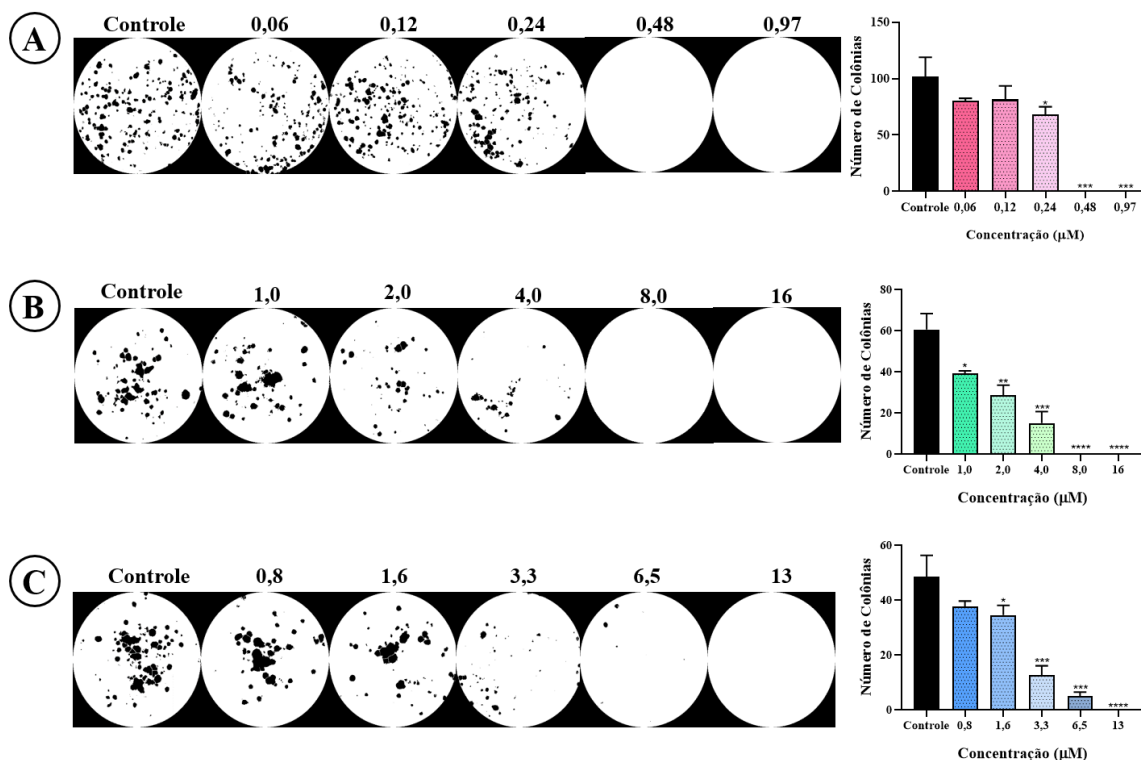 A
Controle 0,06 0,12 0,24 0,48 0,97
150
100
50
0
Número de Colônias
* *** ***
Controle 0,06 0,12 0,24 0,48 0,97
Concentração (μM)
B
Controle 1,0 2,0 4,0 8,0 16
80
60
40
20
0
Número de Colônias
* ** *** **** ****
Controle 1,0 2,0 4,0 8,0 16
Concentração (μM)
C
Controle 0,8 1,6 3,3 6,5 13
60
40
20
0
Número de Colônias
* *** *** ****
Controle 0,8 1,6 3,3 6,5 13
Concentração (μM)